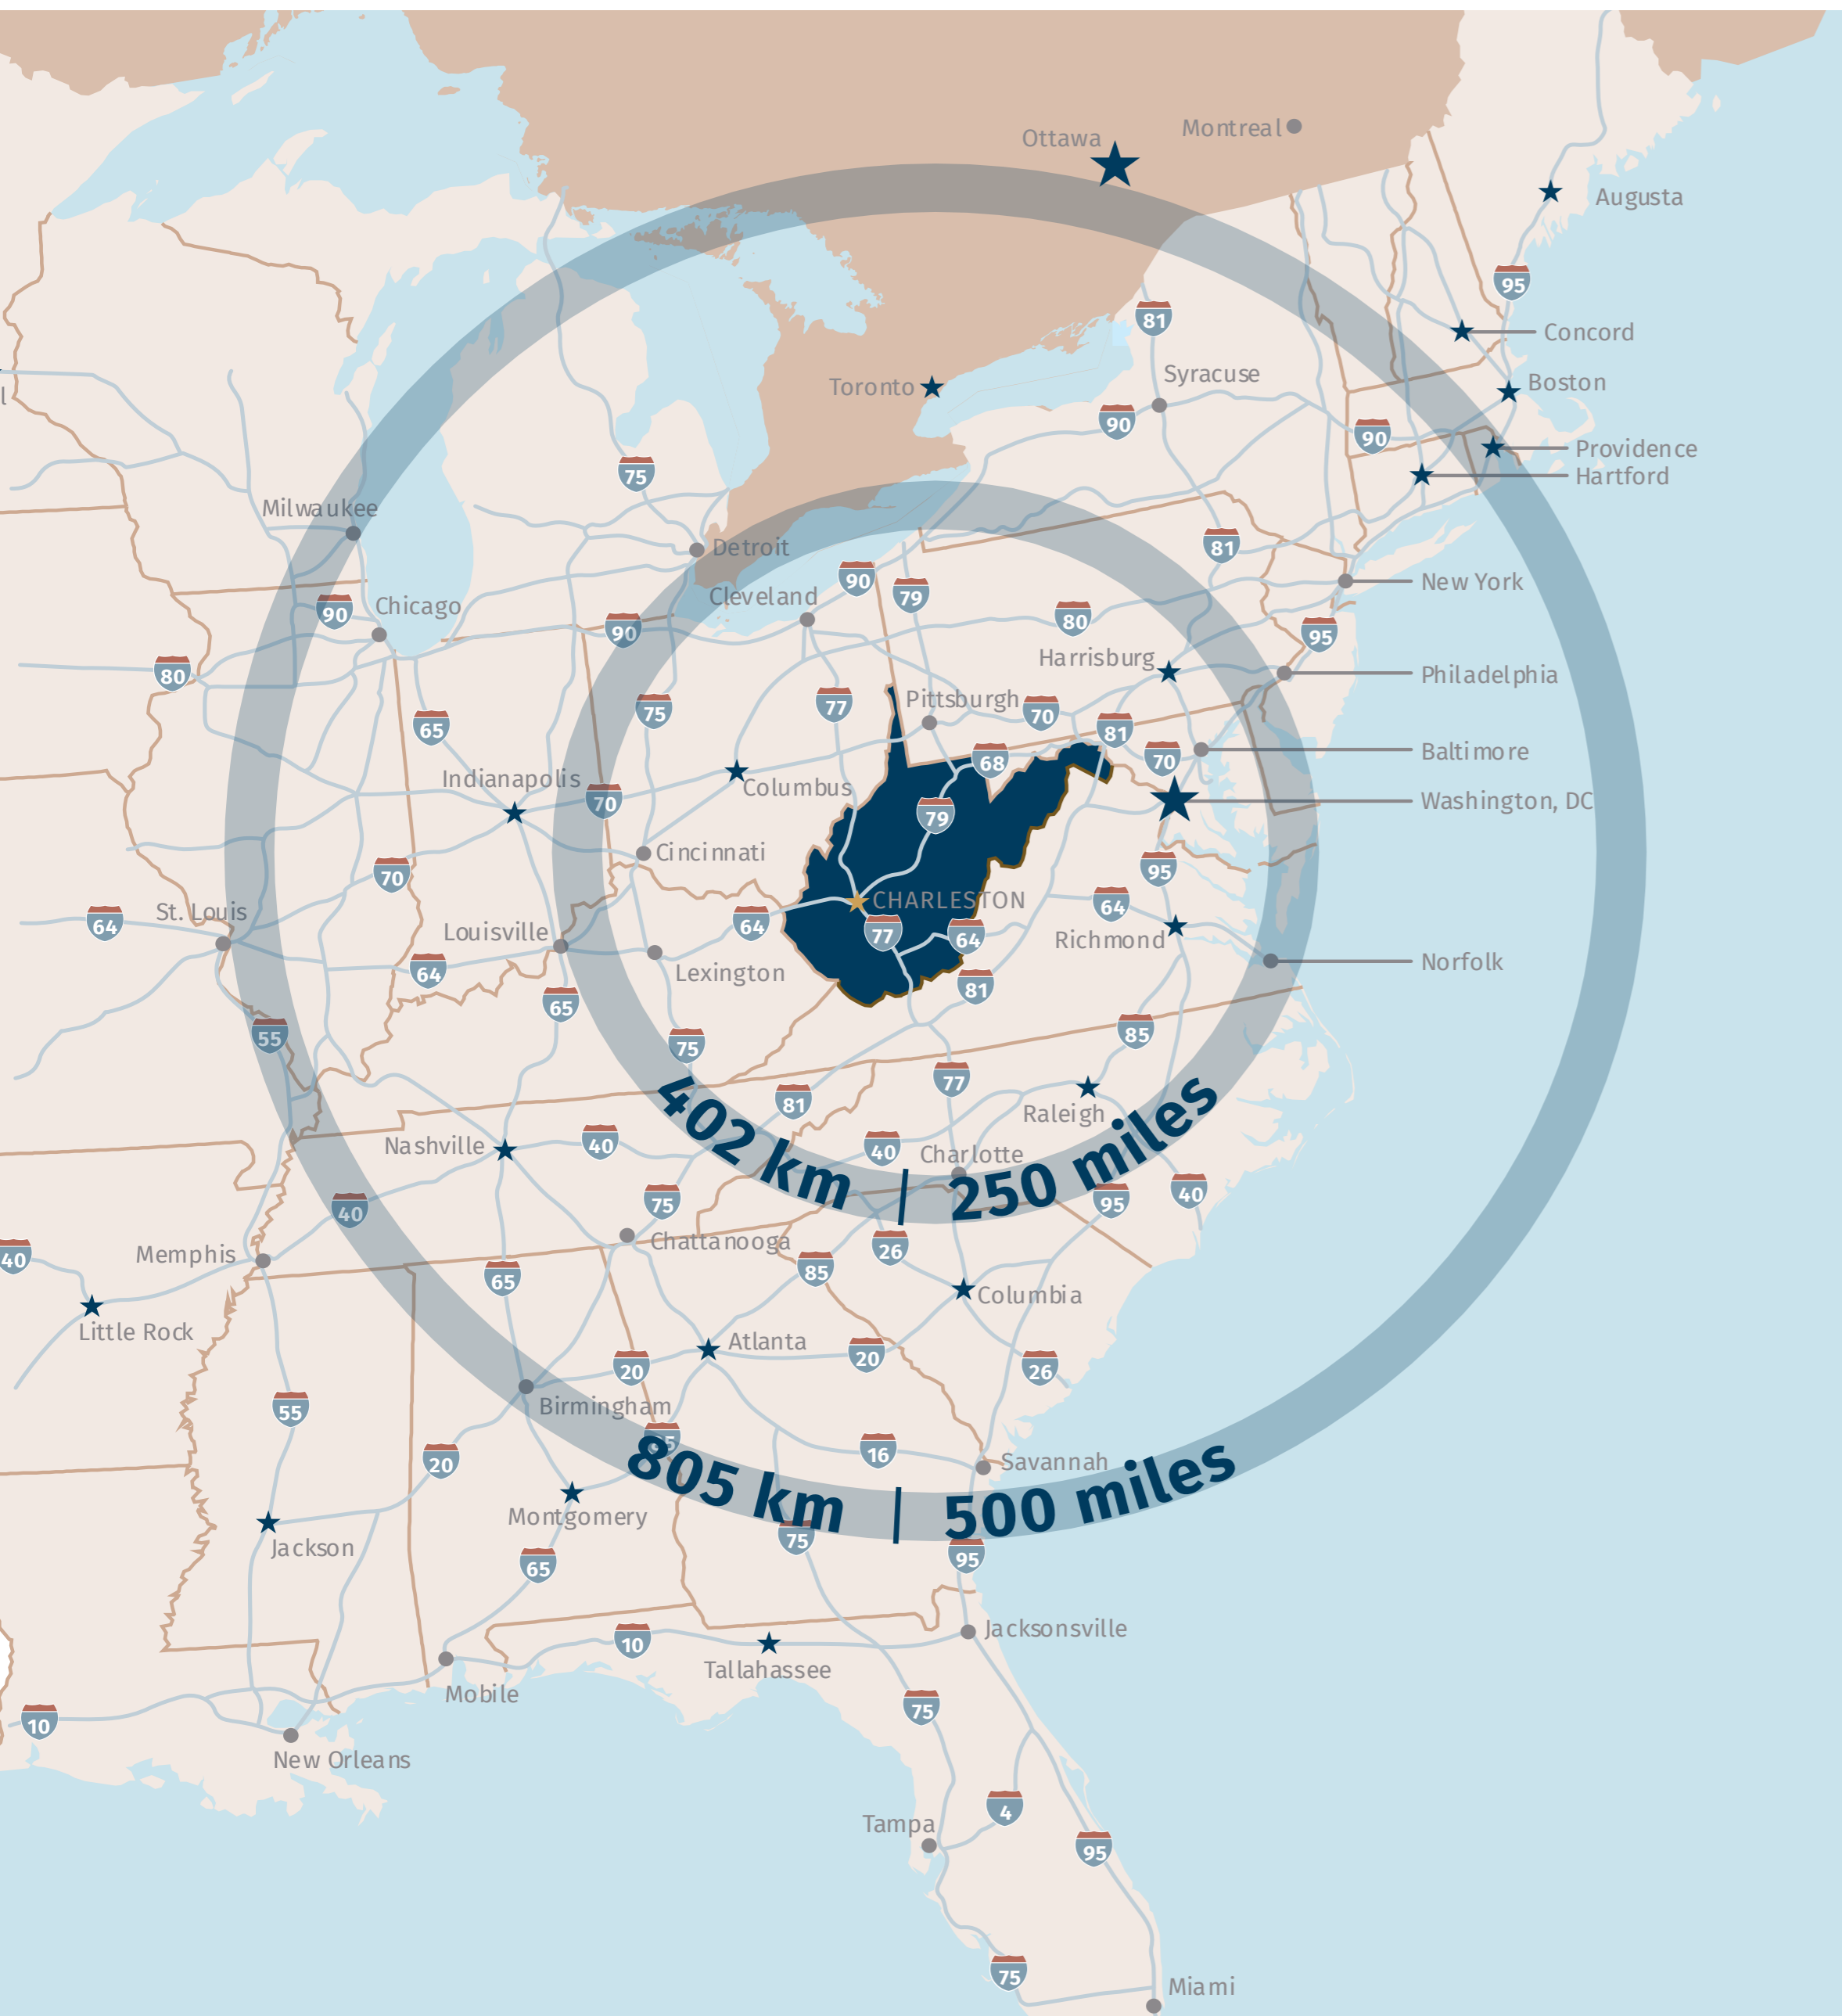 Ottawa
Montreal
Augusta
95
81
Concord
Toronto
Syracuse
Boston
90
90
Providence
75
Hartford
Milwaukee
Detroit
81
90
Cleveland
79
New York
90
Chicago
90
80
95
Harrisburg
80
Philadelphia
75
77
Pittsburgh
70
65
81
68
70
Baltimore
Indianapolis
Columbus
70
Washington, DC
79
70
Cincinnati
95
64
St. Louis
64
CHARLESTON
64
Louisville
77
64
Richmond
64
Lexington
Norfolk
81
65
55
75
85
77
81
Raleigh
402 km | 250 miles
Nashville
40
40
Charlotte
40
75
95
40
Memphis
Chattanooga
26
40
65
85
Columbia
Little Rock
Atlanta
20
20
26
55
Birmingham
20
16
Savannah
805 km | 500 miles
Montgomery
75
Jackson
65
95
10
Jacksonsville
Tallahassee
Mobile
10
75
New Orleans
4
Tampa
95
75
Miami